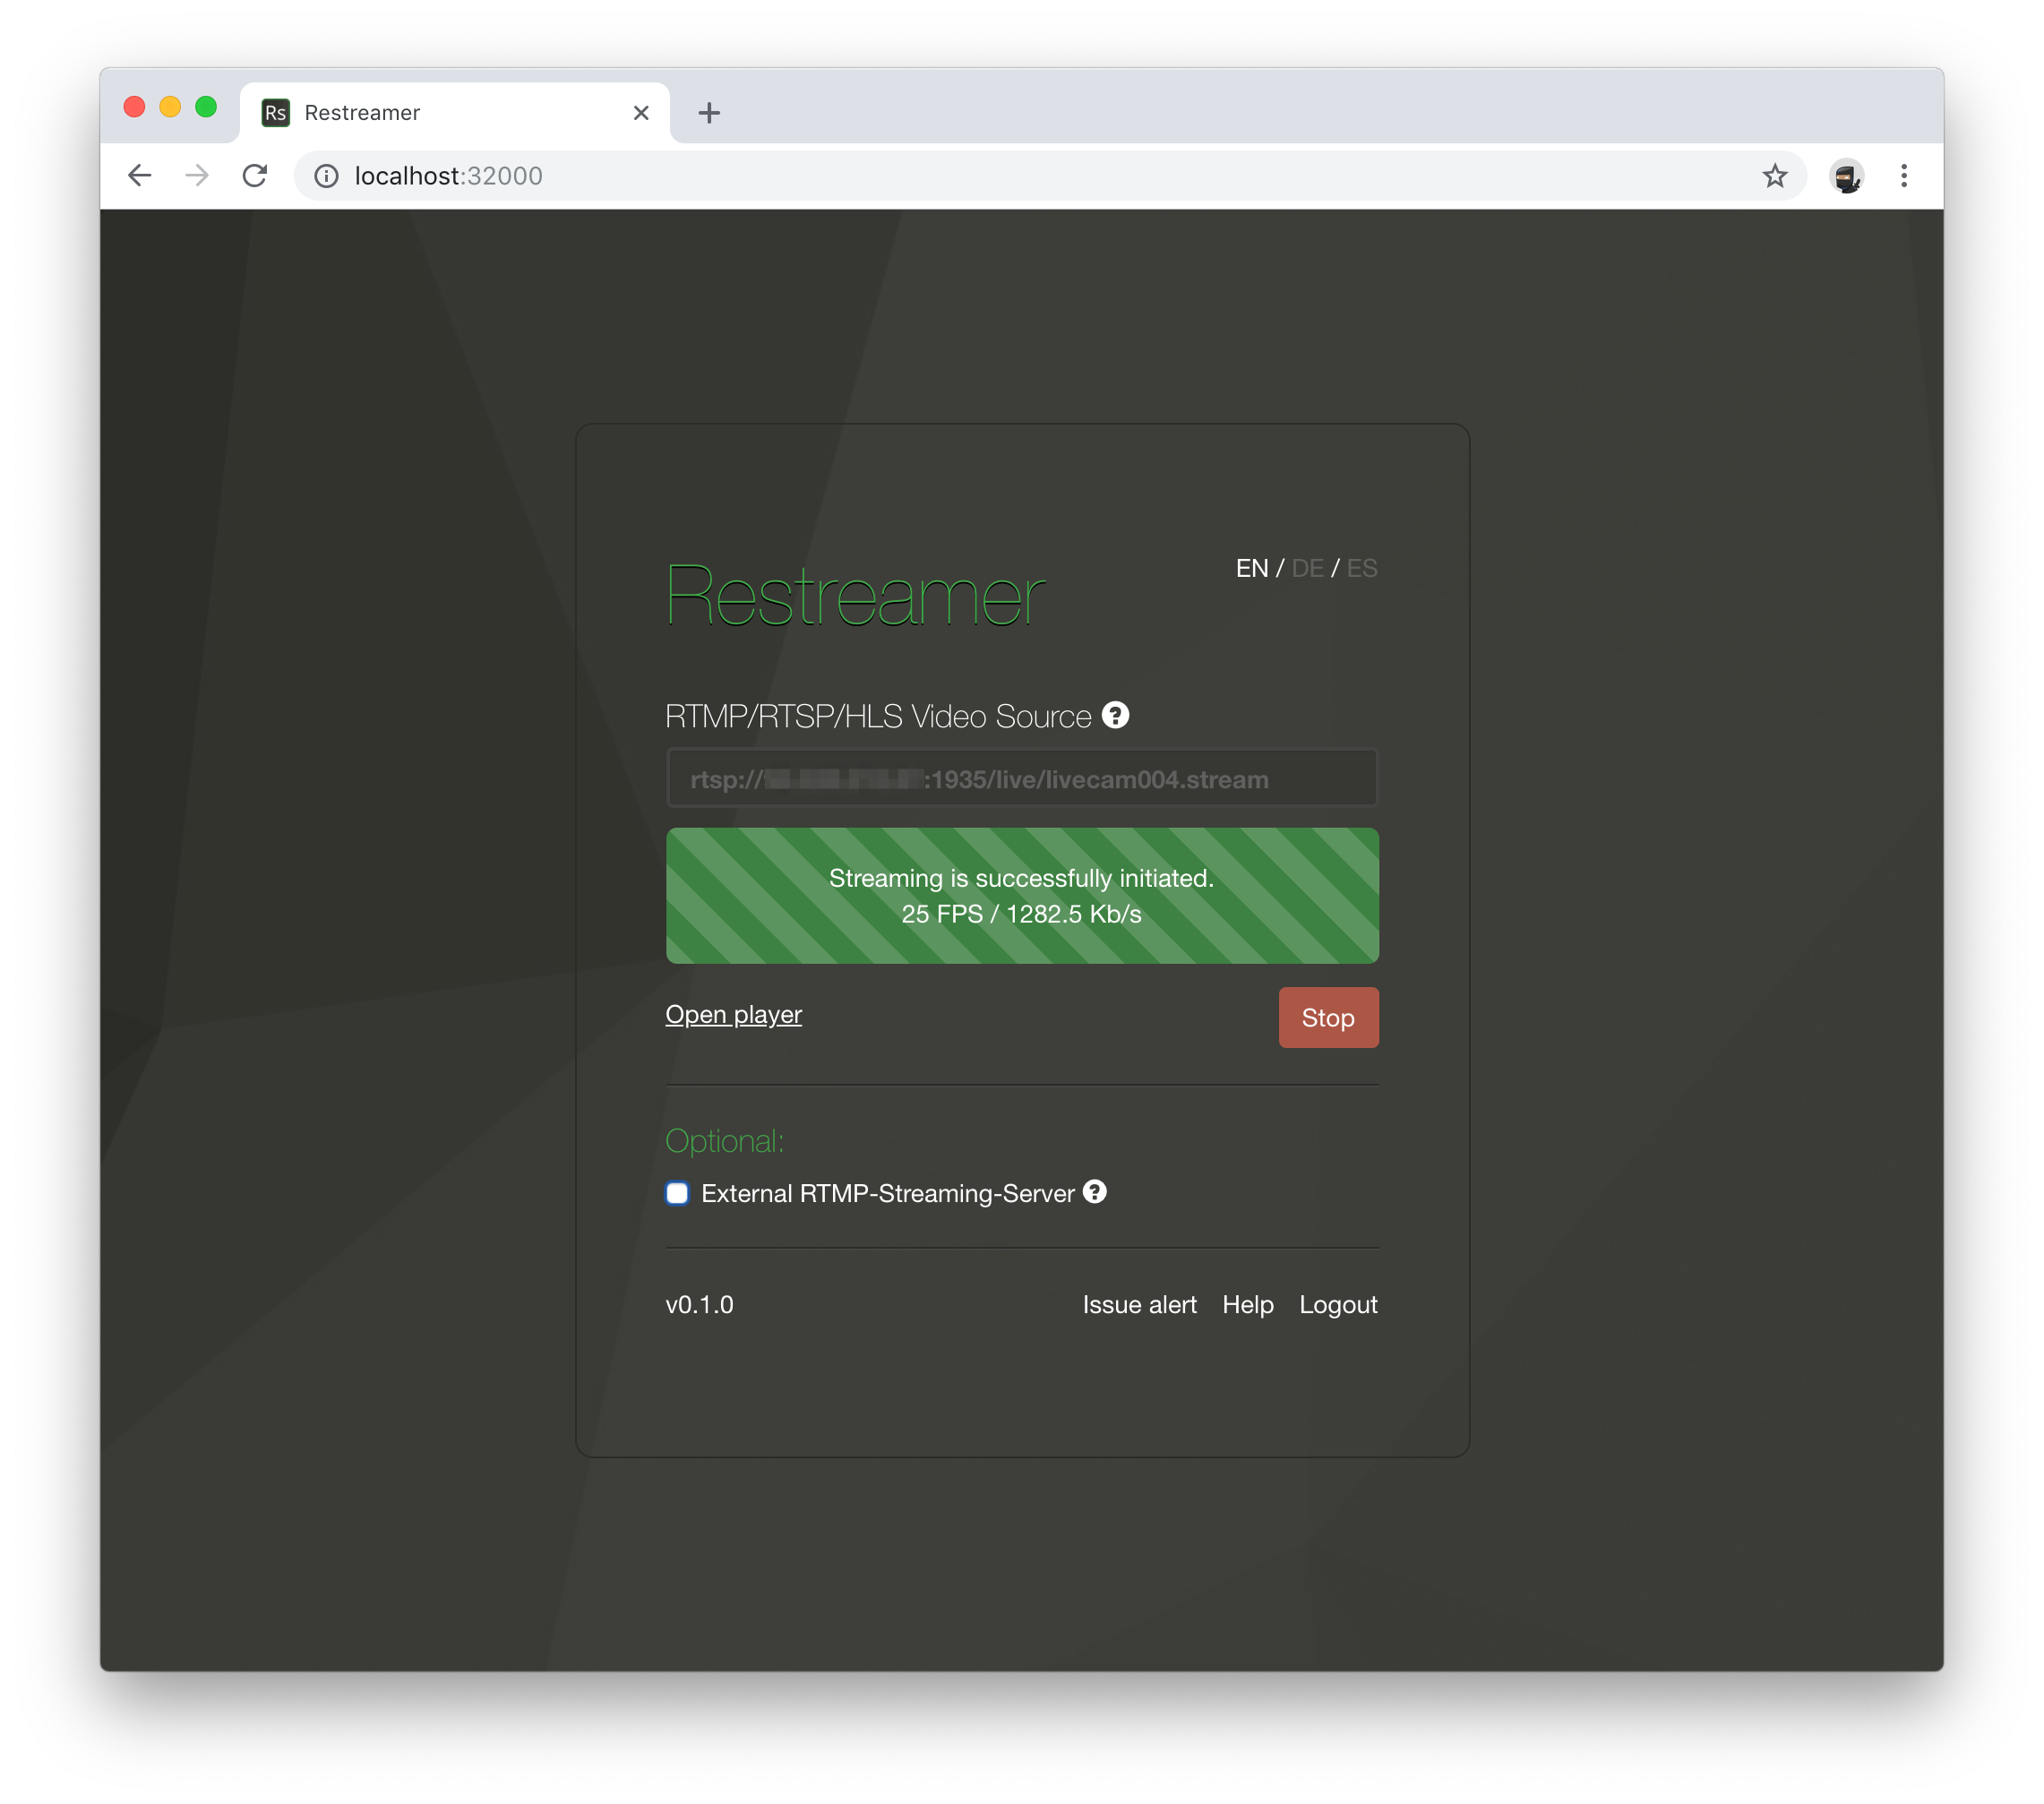 Rs Restreamer
localhost:32000
Restreamer
EN / DE / ES
RTMP/RTSP/HLS Video Source ?
rtsp:// :1935/live/livecam004.stream
Streaming is successfully initiated.
25 FPS / 1282.5 Kb/s
Open player
Stop
Optional:
External RTMP-Streaming-Server ?
v0.1.0
Issue alert Help Logout